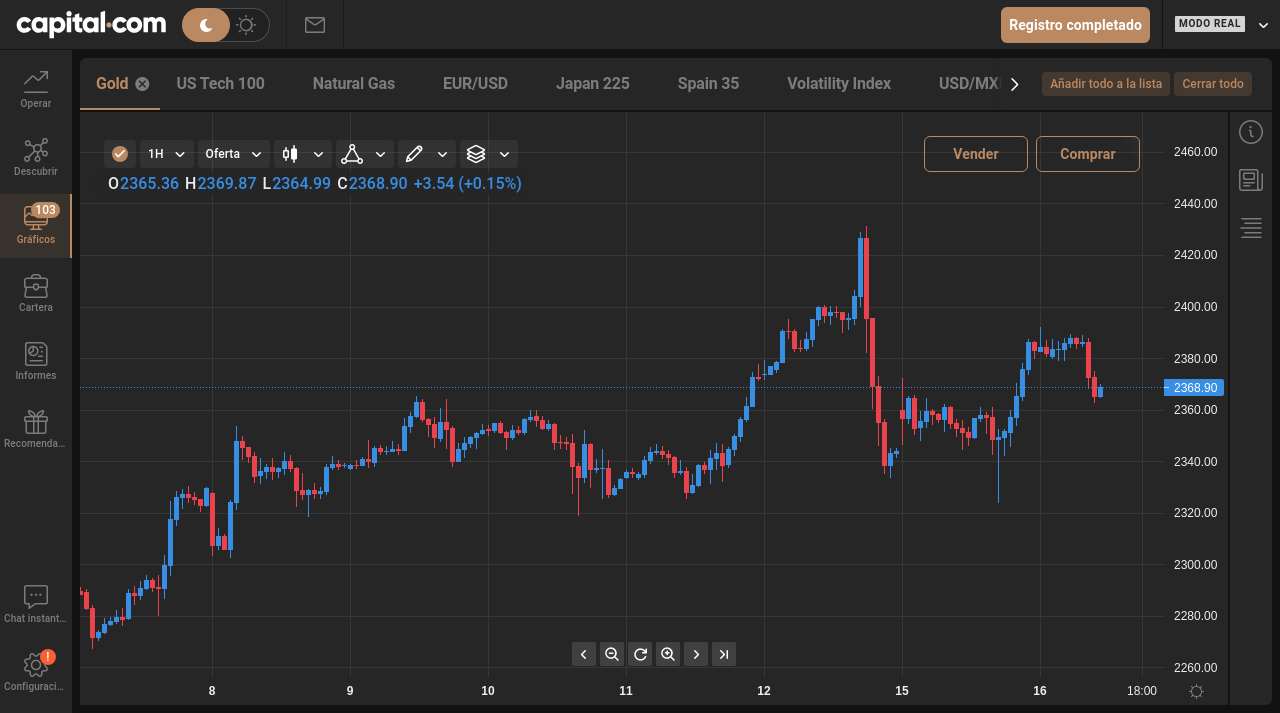 capital.com
Registro completado
MODO REAL
Operar
Descubrir
103
Gráficos
Cartera
Informes
Recomenda...
Chat instant...
!
Configuraci...
Gold
US Tech 100
Natural Gas
EUR/USD
Japan 225
Spain 35
Volatility Index
USD/MX
Añadir todo a la lista
Cerrar todo
1H
Oferta
Vender
Comprar
O2365.36 H2369.87 L2364.99 C2368.90 +3.54 (+0.15%)
2460.00
2440.00
2420.00
2400.00
2380.00
2368.90
2360.00
2340.00
2320.00
2300.00
2280.00
2260.00
8
9
10
11
12
15
16
18:00